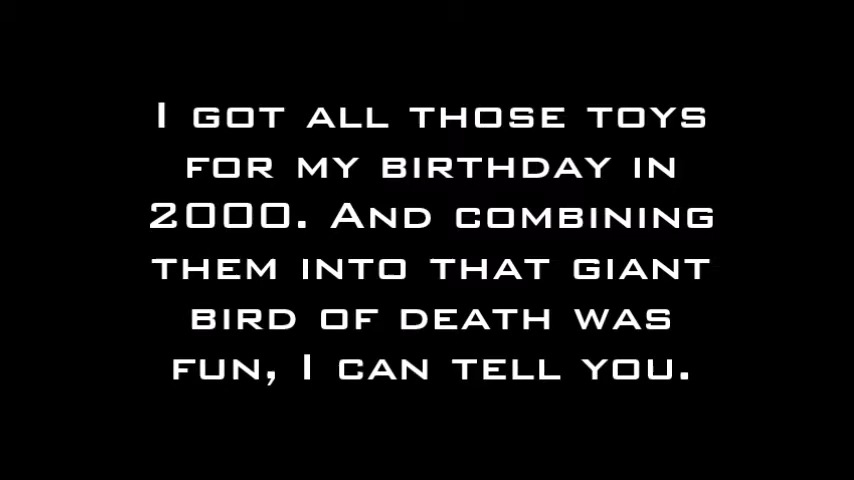 I got all those toys
for my birthday in
2000. And combining
them into that giant
bird of death was
fun, I can tell you.